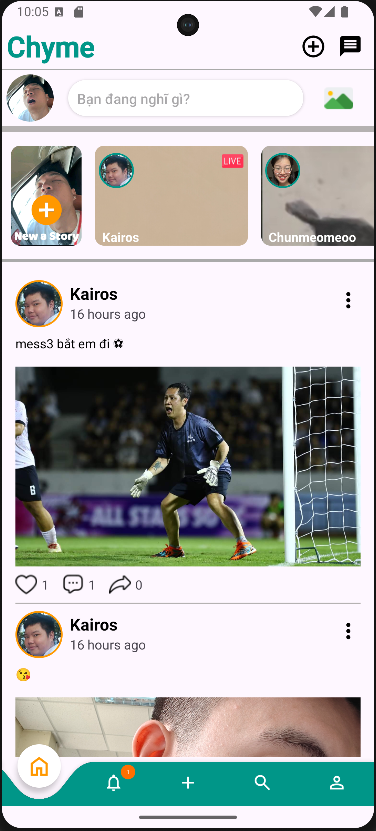 10:05
Chyme
Bạn đang nghĩ gì?
LIVE
New a Story
Kairos
Chunmeomeoo
Kairos
16 hours ago
mess3 bắt em đi ⚽
B
ALL STARS
1 1 0
Kairos
16 hours ago
😘
1